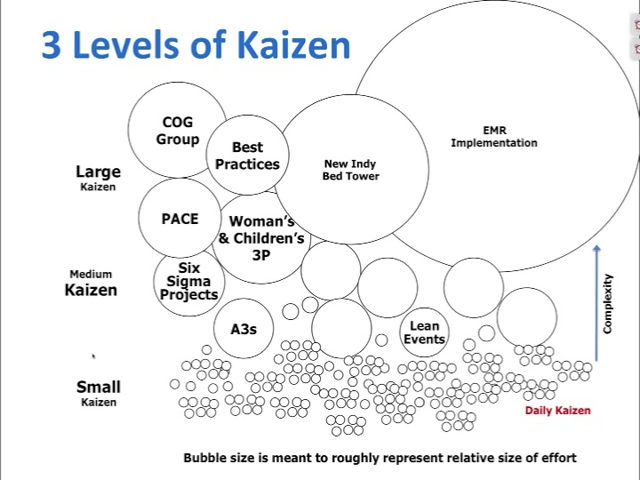 3 Levels of Kaizen
COG
Group
Best
Practices
EMR
Implementation
New Indy
Bed Tower
Large
Kaizen
PACE
Woman's
& Children's
3P
Six
Sigma
Projects
Medium
Kaizen
Complexity
A3s
Lean
Events
Small
Kaizen
Daily Kaizen
Bubble size is meant to roughly represent relative size of effort